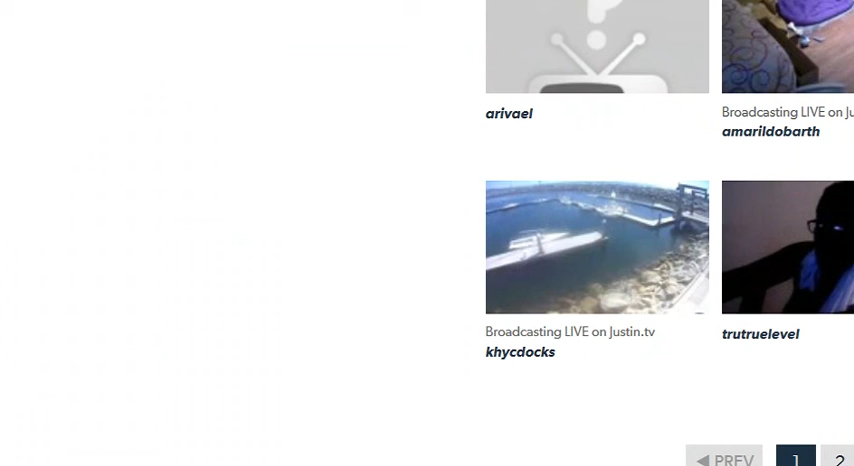 arivael
Broadcasting LIVE on Ju
amarildobarth
Broadcasting LIVE on Justin.tv
khycdocks
trutruelevel
◀ PREV 1 2